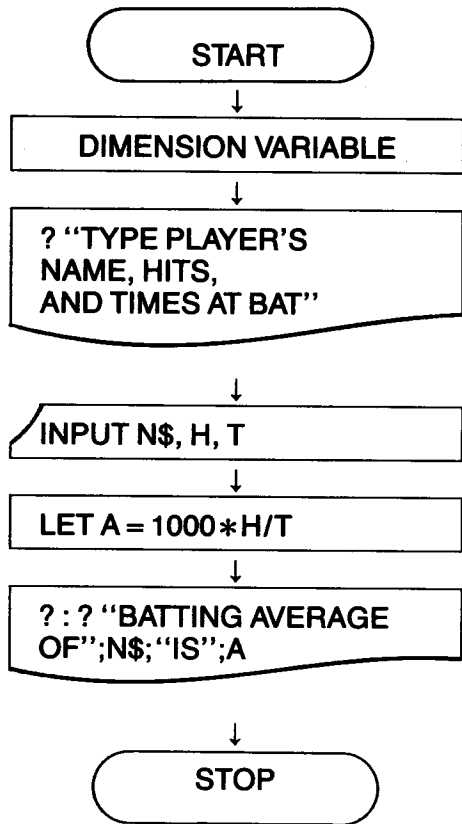 START
DIMENSION VARIABLE
? “TYPE PLAYER’S
NAME, HITS,
AND TIMES AT BAT”
INPUT N$, H, T
LET A = 1000*H/T
? : ? “BATTING AVERAGE
OF”;N$;“IS”;A
STOP